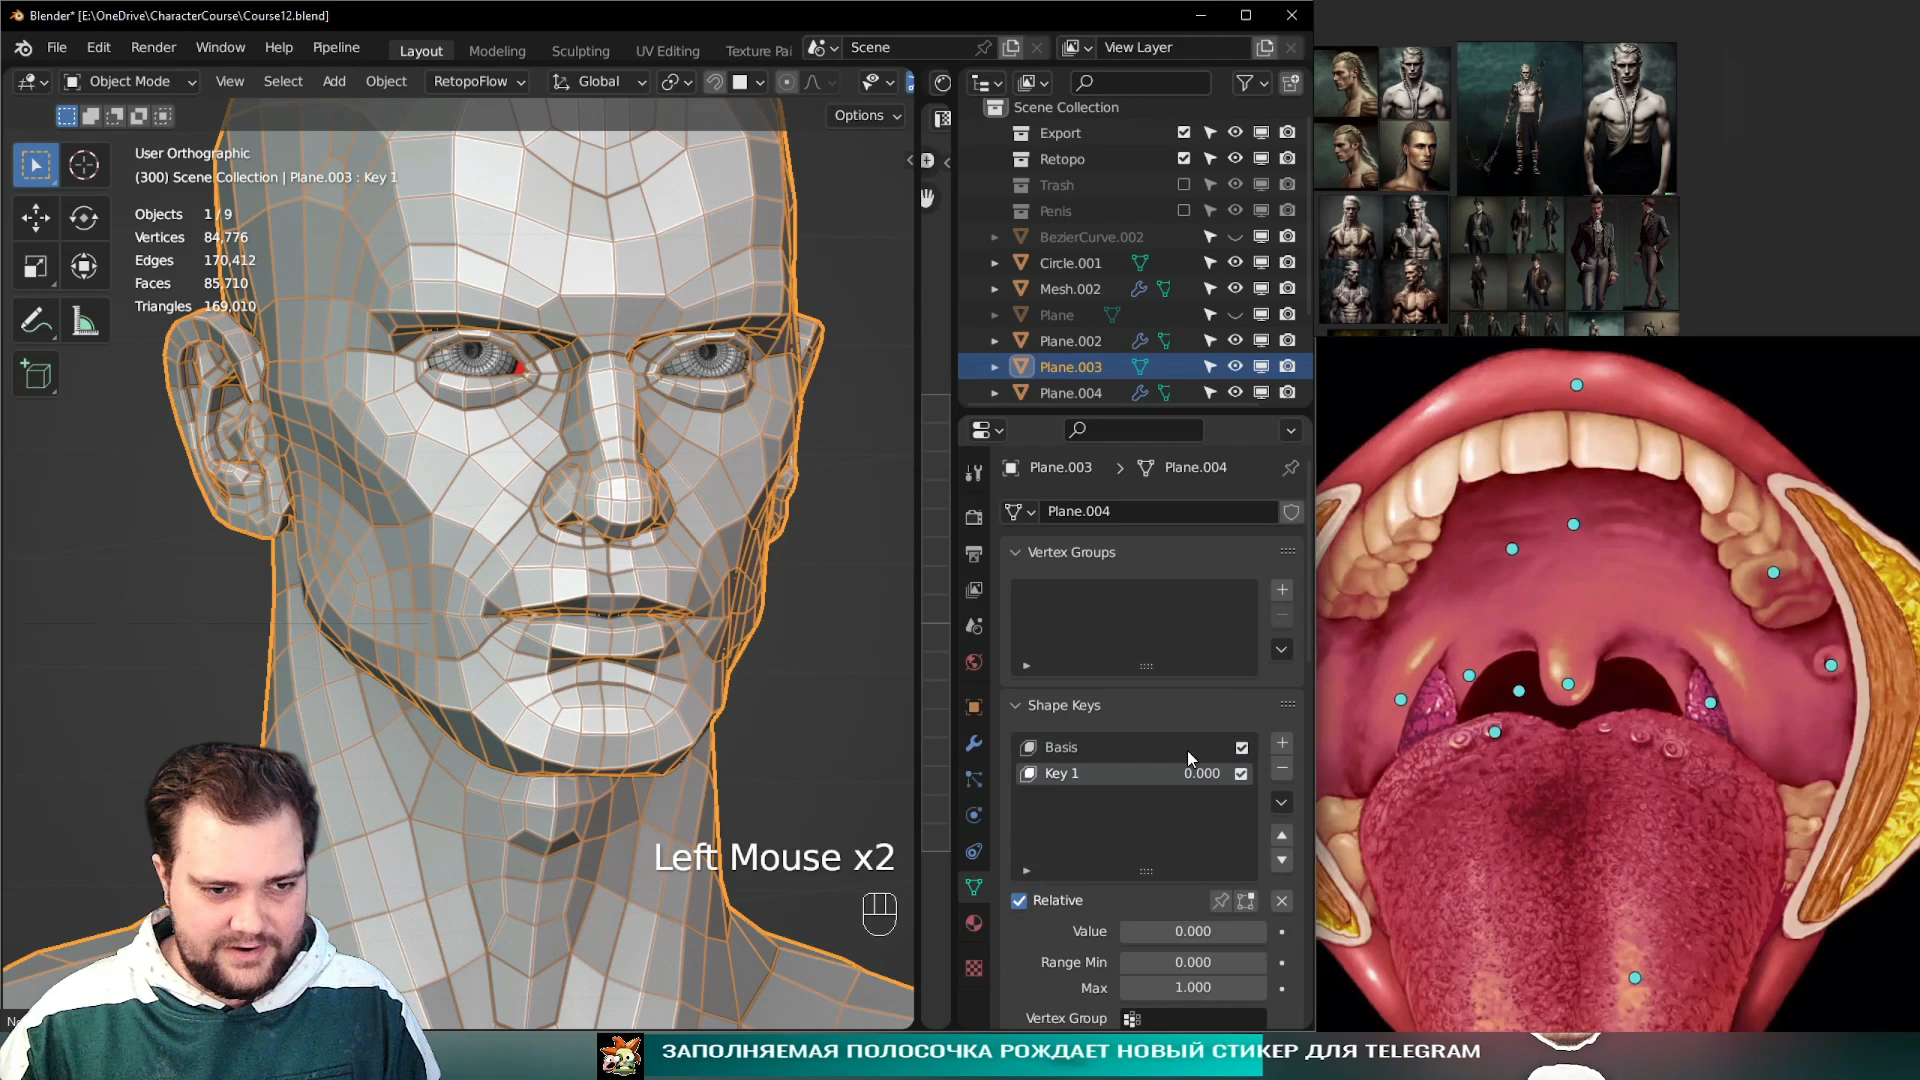 Blender* [E:\OneDrive\CharacterCourse\Course12.blend]
File Edit Render Window Help Pipeline Layout Modeling Sculpting UV Editing Texture Pai Scene View Layer
Object Mode View Select Add Object RetopoFlow Global
Options
User Orthographic
(300) Scene Collection | Plane.003 : Key 1
Objects 1/9
Vertices 84,776
Edges 170,412
Faces 85,710
Triangles 169,010
Scene Collection
Export
Retopo
Trash
Penis
BezierCurve.002
Circle.001
Mesh.002
Plane
Plane.002
Plane.003
Plane.004
Plane.003 > Plane.004
Plane.004
Vertex Groups
Shape Keys
Basis
Key 1 0.000
Relative
Value 0.000
Range Min 0.000
Max 1.000
Vertex Group
Left Mouse x2
ЗАПОЛНЯЕМАЯ ПОЛОСОЧКА РОЖДАЕТ НОВЫЙ СТИКЕР ДЛЯ TELEGRAM